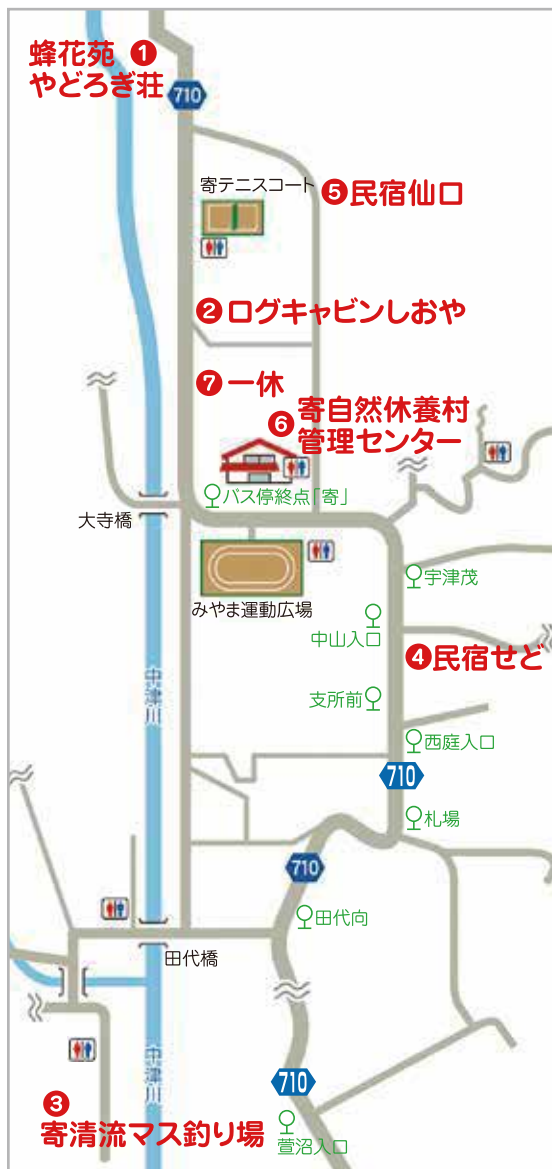 蜂花苑 ❶
やどろぎ荘
710
寄テニスコート
❺民宿仙口
❷ログキャビンしおや
❼一休
❻寄自然休養村
管理センター
バス停終点「寄」
大寺橋
宇津茂
みやま運動広場
中山入口
❹民宿せど
中津川
支所前
西庭入口
710
札場
710
田代向
田代橋
中津川
710
❸
寄清流マス釣り場
萱沼入口